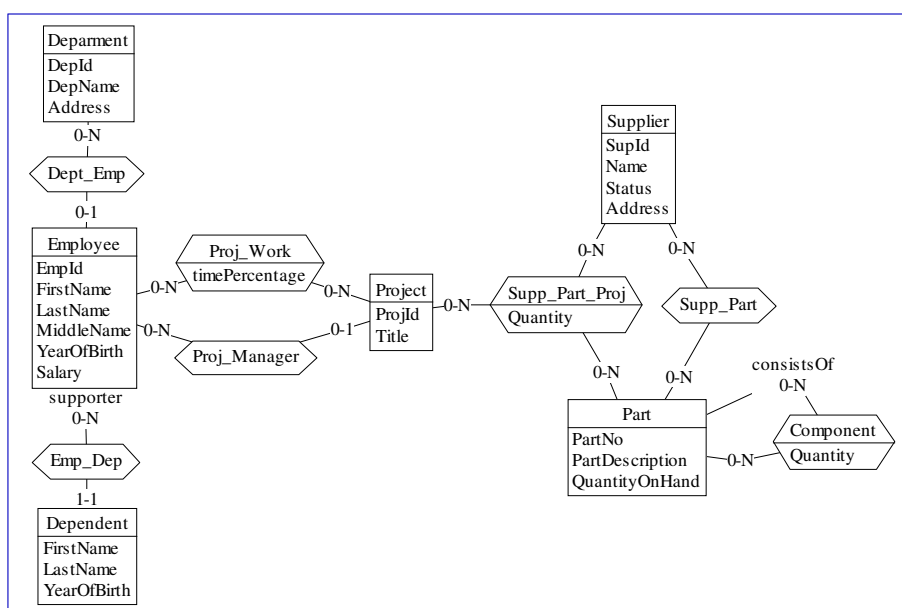 Deparment
DepId
DepName
Address
0-N
Dept_Emp
0-1
Employee
EmpId
FirstName
LastName
MiddleName
YearOfBirth
Salary
supporter
0-N
Emp_Dep
1-1
Dependent
FirstName
LastName
YearOfBirth
Proj_Work
timePercentage
0-N
0-N
0-N
0-1
Proj_Manager
Project
ProjId
Title
0-N
Supp_Part_Proj
Quantity
0-N
0-N
Supplier
SupId
Name
Status
Address
0-N
Supp_Part
0-N
Part
PartNo
PartDescription
QuantityOnHand
consistsOf
0-N
Component
Quantity
0-N